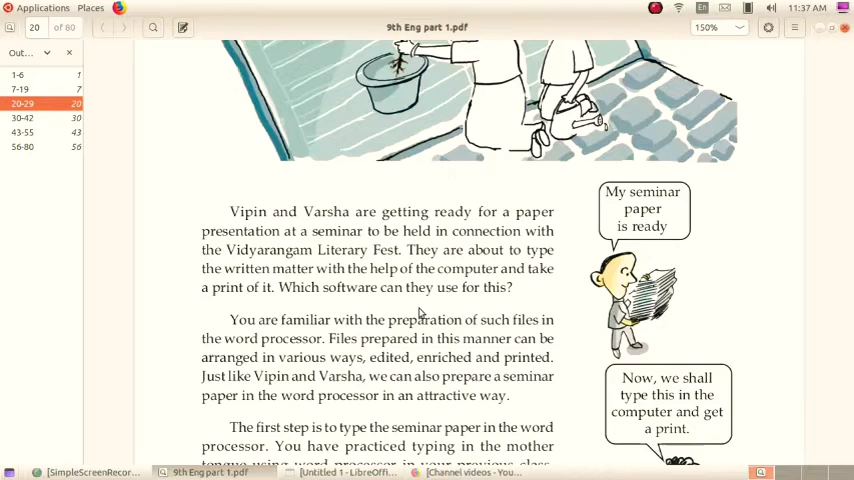 Applications Places
En
11:37 AM
20 of 80
9th Eng part 1.pdf
150%
Out...
1-6 1
7-19 7
20-29 20
30-42 30
43-55 43
56-80 56
My seminar
paper
is ready
Vipin and Varsha are getting ready for a paper
presentation at a seminar to be held in connection with
the Vidyarangam Literary Fest. They are about to type
the written matter with the help of the computer and take
a print of it. Which software can they use for this?
You are familiar with the preparation of such files in
the word processor. Files prepared in this manner can be
arranged in various ways, edited, enriched and printed.
Just like Vipin and Varsha, we can also prepare a seminar
paper in the word processor in an attractive way.
Now, we shall
type this in the
computer and get
a print.
The first step is to type the seminar paper in the word
processor. You have practiced typing in the mother
tongue using word processor in your previous class.
[SimpleScreenRecor...
9th Eng part 1.pdf
[Untitled 1 - LibreOffi...
[Channel videos - You...